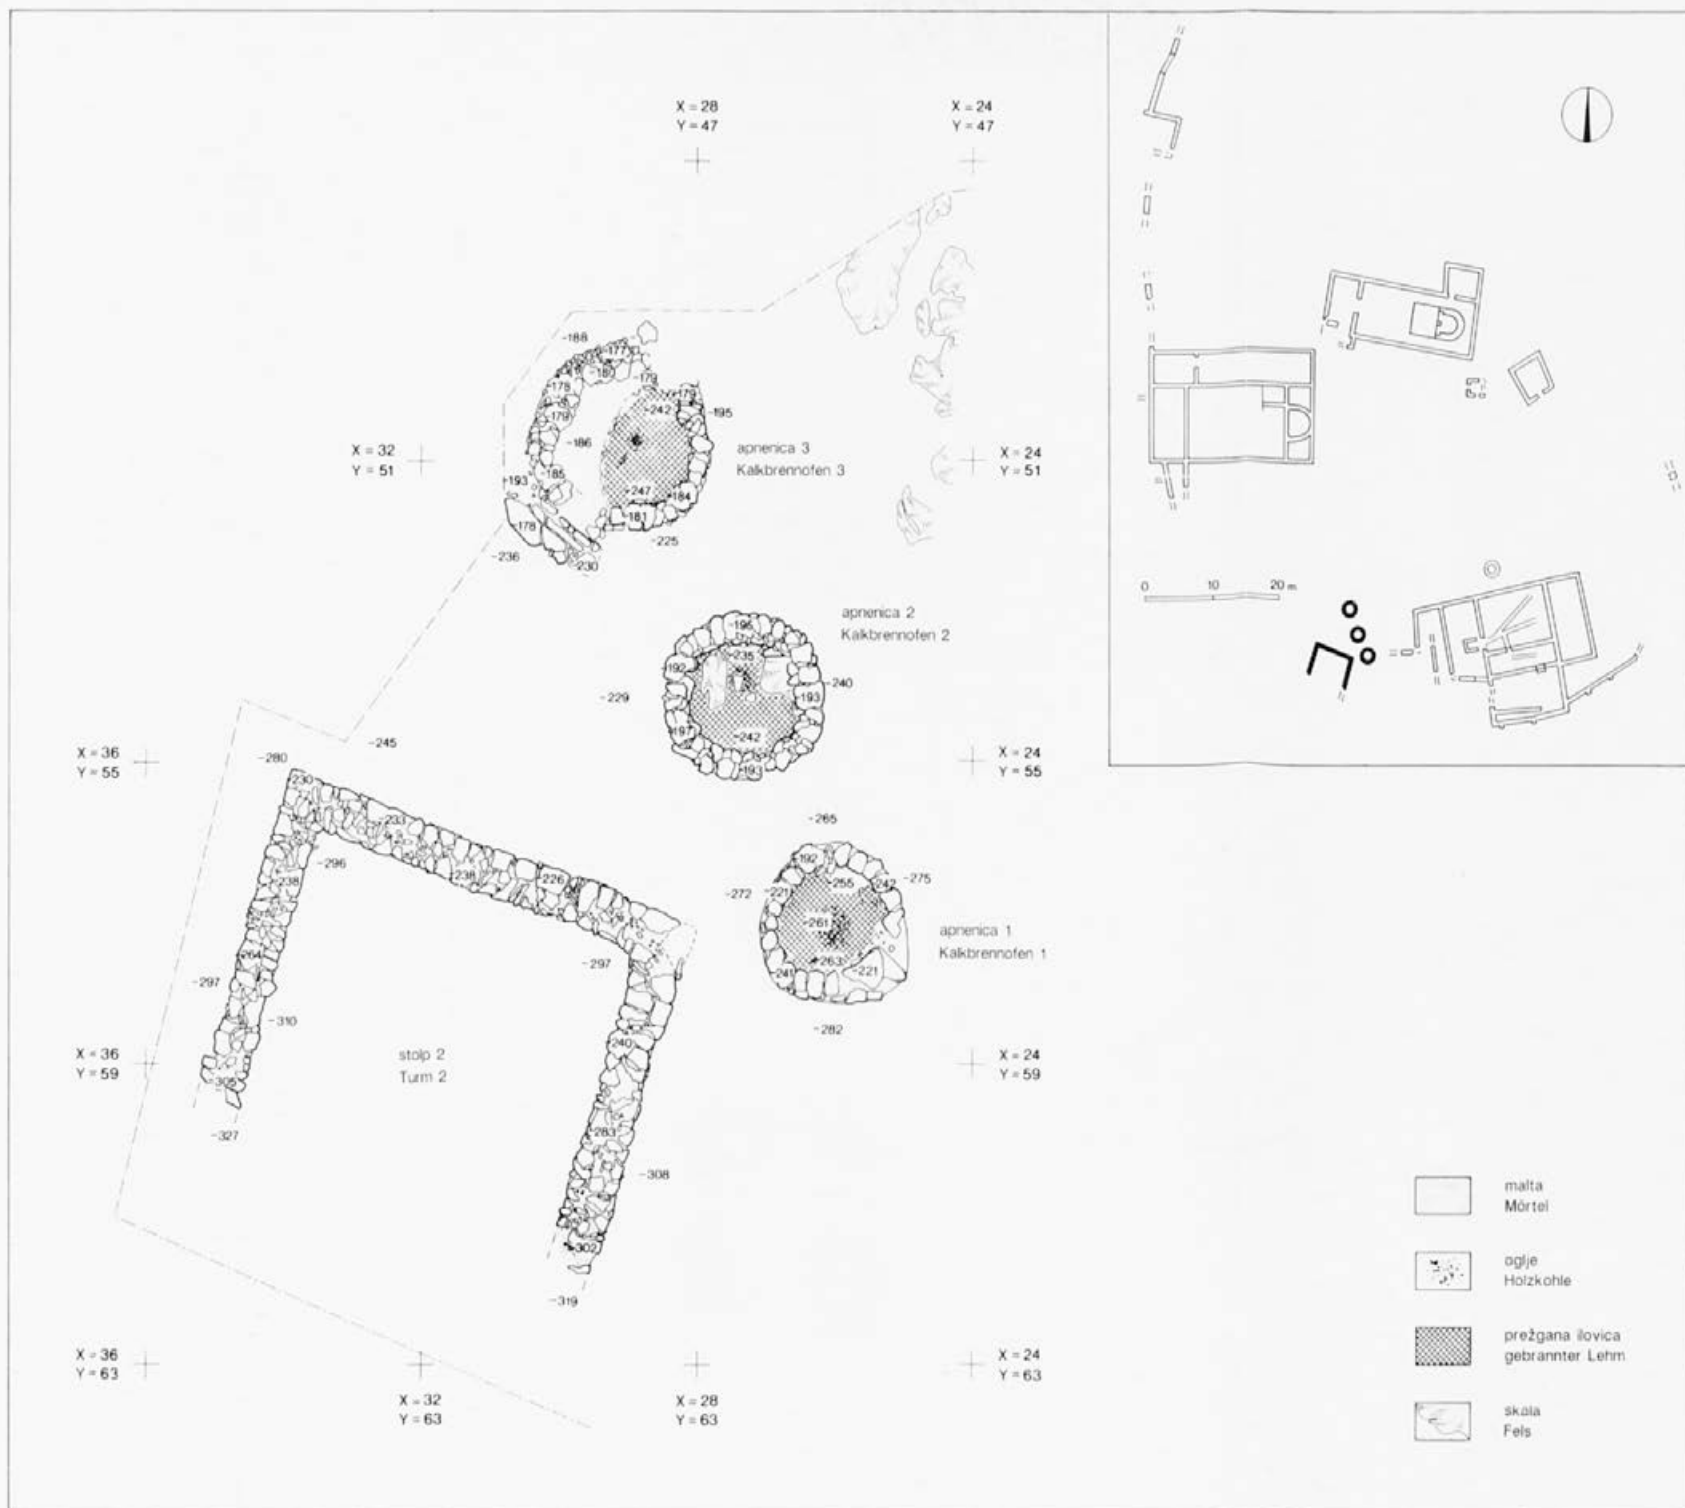 X = 28
Y = 47
X = 24
Y = 47
-188
-177
-180
-179
-178
-179
-179
-242
-195
-186
X = 32
Y = 51
apnenica 3
Kalkbrennofen 3
X = 24
Y = 51
-185
-193
-247
-184
-178
-181
-225
-236
-230
apnenica 2
Kalkbrennofen 2
-195
-235
-192
-240
-229
-193
-197
-242
-193
X = 36
Y = 55
-245
-280
X = 24
Y = 55
-230
-233
-265
-296
-238
-238
-226
-192
-255
-242
-275
-272
-221
-261
apnenica 1
Kalkbrennofen 1
-264
-297
-297
-263
-241
-221
-310
-282
-240
X = 36
Y = 59
stolp 2
Turm 2
X = 24
Y = 59
-305
-327
-283
-308
-302
-319
X = 36
Y = 63
X = 32
Y = 63
X = 28
Y = 63
X = 24
Y = 63
0 10 20 m
malta
Mörtel
oglje
Holzkohle
prežgana ilovica
gebrannter Lehm
skala
Fels